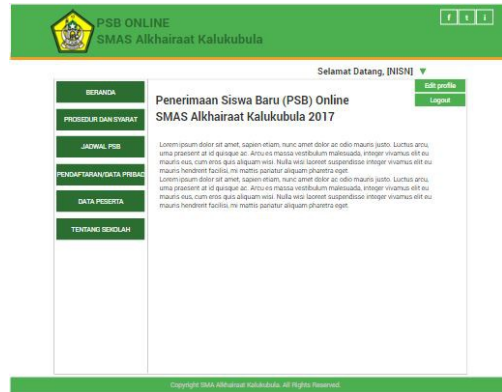 PSB ONLINE
SMAS Alkhairaat Kalukubula
f t i
Selamat Datang, [NISN] ▼
Edit profile
Logout
BERANDA
PROSEDUR DAN SYARAT
JADWAL PSB
PENDAFTARAN/DATA PRIBAD
DATA PESERTA
TENTANG SEKOLAH
Penerimaan Siswa Baru (PSB) Online
SMAS Alkhairaat Kalukubula 2017
Lorem ipsum dolor sit amet, sapien etiam, nunc amet dolor ac odio mauris justo. Luctus arcu,
urna praesent at id quisque ac. Arcu es massa vestibulum malesuada, integer vivamus elit eu
mauris eus, cum eros quis aliquam wisi. Nulla wisi laoreet suspendisse integer vivamus elit eu
mauris hendrerit facilisi, mi mattis pariatur aliquam pharetra eget.
Lorem ipsum dolor sit amet, sapien etiam, nunc amet dolor ac odio mauris justo. Luctus arcu,
urna praesent at id quisque ac. Arcu es massa vestibulum malesuada, integer vivamus elit eu
mauris eus, cum eros quis aliquam wisi. Nulla wisi laoreet suspendisse integer vivamus elit eu
mauris hendrerit facilisi, mi mattis pariatur aliquam pharetra eget.
Copyright SMA Alkhairaat Kalukubula. All Rights Reserved